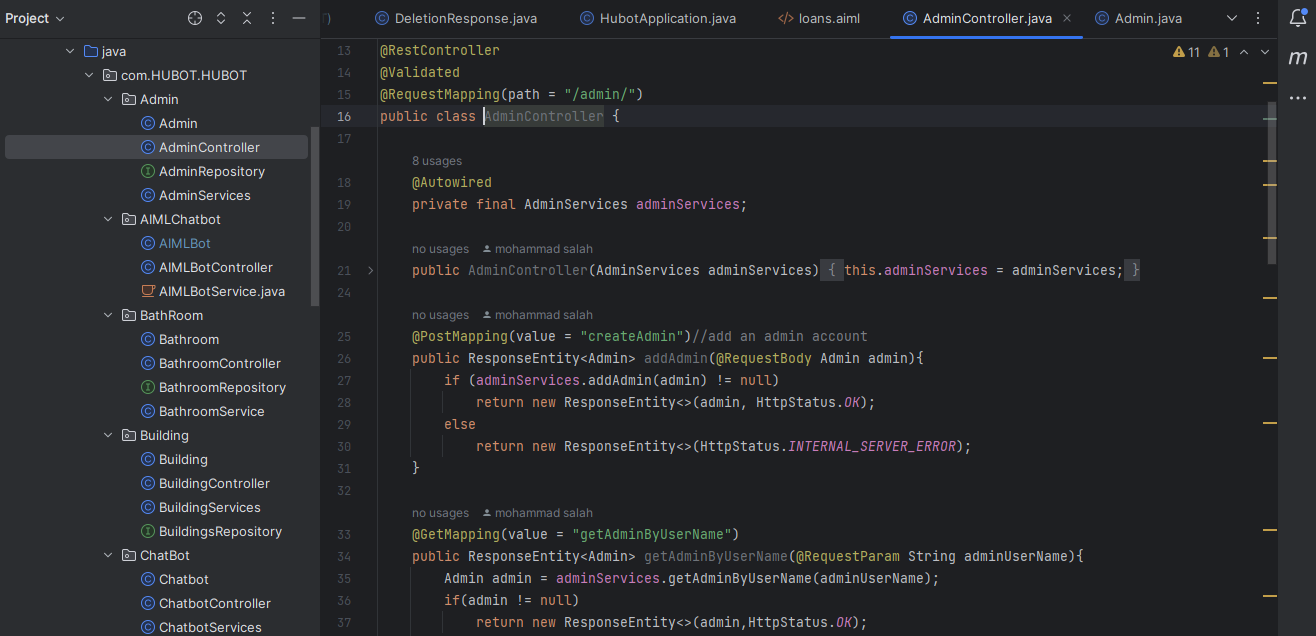 Project
T)
DeletionResponse.java
HubotApplication.java
loans.aiml
AdminController.java
Admin.java
java
com.HUBOT.HUBOT
Admin
Admin
AdminController
AdminRepository
AdminServices
AIMLChatbot
AIMLBot
AIMLBotController
AIMLBotService.java
BathRoom
Bathroom
BathroomController
BathroomRepository
BathroomService
Building
Building
BuildingController
BuildingServices
BuildingsRepository
ChatBot
Chatbot
ChatbotController
ChatbotServices
11 1
13 @RestController
14 @Validated
15 @RequestMapping(path = "/admin/")
16 public class AdminController {
17
8 usages
18 @Autowired
19 private final AdminServices adminServices;
20
no usages mohammad salah
21 public AdminController(AdminServices adminServices) { this.adminServices = adminServices; }
24
no usages mohammad salah
25 @PostMapping(value = "createAdmin")//add an admin account
26 public ResponseEntity<Admin> addAdmin(@RequestBody Admin admin){
27 if (adminServices.addAdmin(admin) != null)
28 return new ResponseEntity<>(admin, HttpStatus.OK);
29 else
30 return new ResponseEntity<>(HttpStatus.INTERNAL_SERVER_ERROR);
31 }
32
no usages mohammad salah
33 @GetMapping(value = "getAdminByUserName")
34 public ResponseEntity<Admin> getAdminByUserName(@RequestParam String adminUserName){
35 Admin admin = adminServices.getAdminByUserName(adminUserName);
36 if(admin != null)
37 return new ResponseEntity<>(admin,HttpStatus.OK);
m